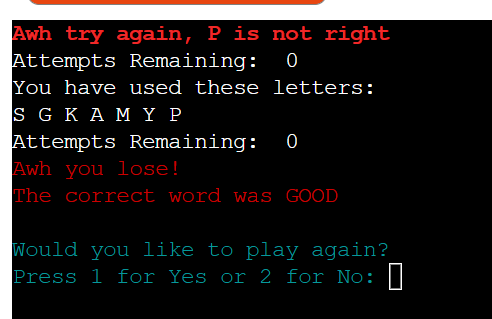 Awh try again, P is not right
Attempts Remaining:  0
You have used these letters:
S G K A M Y P
Attempts Remaining:  0
Awh you lose!
The correct word was GOOD
Would you like to play again?
Press 1 for Yes or 2 for No: